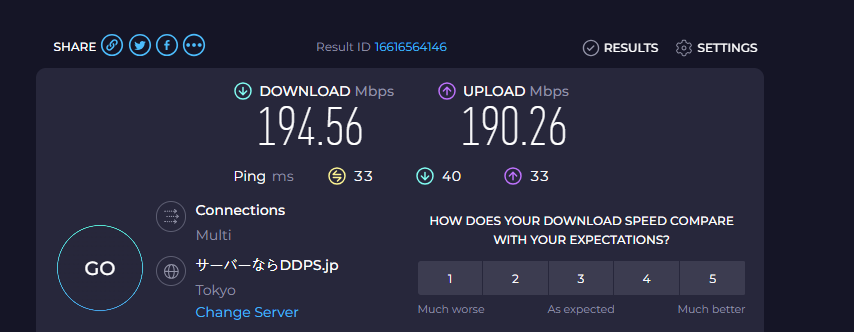 SHARE
Result ID 16616564146
RESULTS
SETTINGS
DOWNLOAD Mbps
194.56
UPLOAD Mbps
190.26
Ping ms
33
40
33
GO
Connections
Multi
サーバーならDDPS.jp
Tokyo
Change Server
HOW DOES YOUR DOWNLOAD SPEED COMPARE
WITH YOUR EXPECTATIONS?
1 2 3 4 5
Much worse As expected Much better